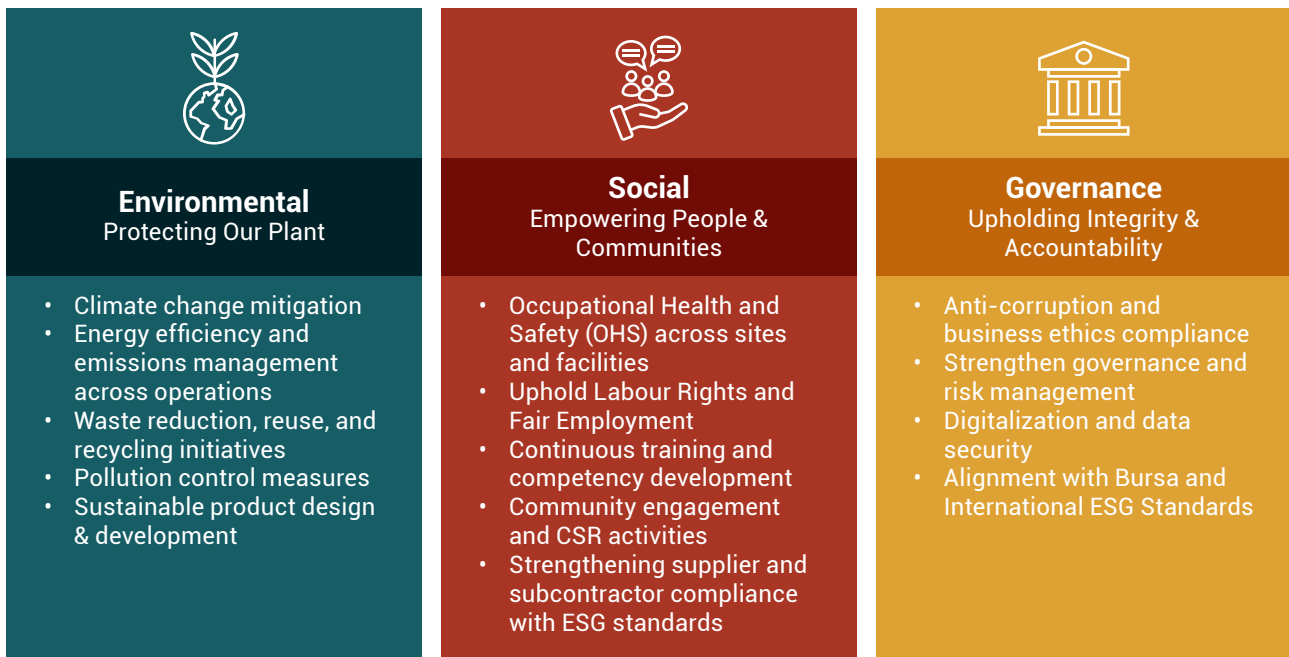 Environmental
Protecting Our Plant
• Climate change mitigation
• Energy efficiency and
emissions management
across operations
• Waste reduction, reuse, and
recycling initiatives
• Pollution control measures
• Sustainable product design
& development
Social
Empowering People &
Communities
• Occupational Health and
Safety (OHS) across sites
and facilities
• Uphold Labour Rights and
Fair Employment
• Continuous training and
competency development
• Community engagement
and CSR activities
• Strengthening supplier and
subcontractor compliance
with ESG standards
Governance
Upholding Integrity &
Accountability
• Anti-corruption and
business ethics compliance
• Strengthen governance and
risk management
• Digitalization and data
security
• Alignment with Bursa and
International ESG Standards